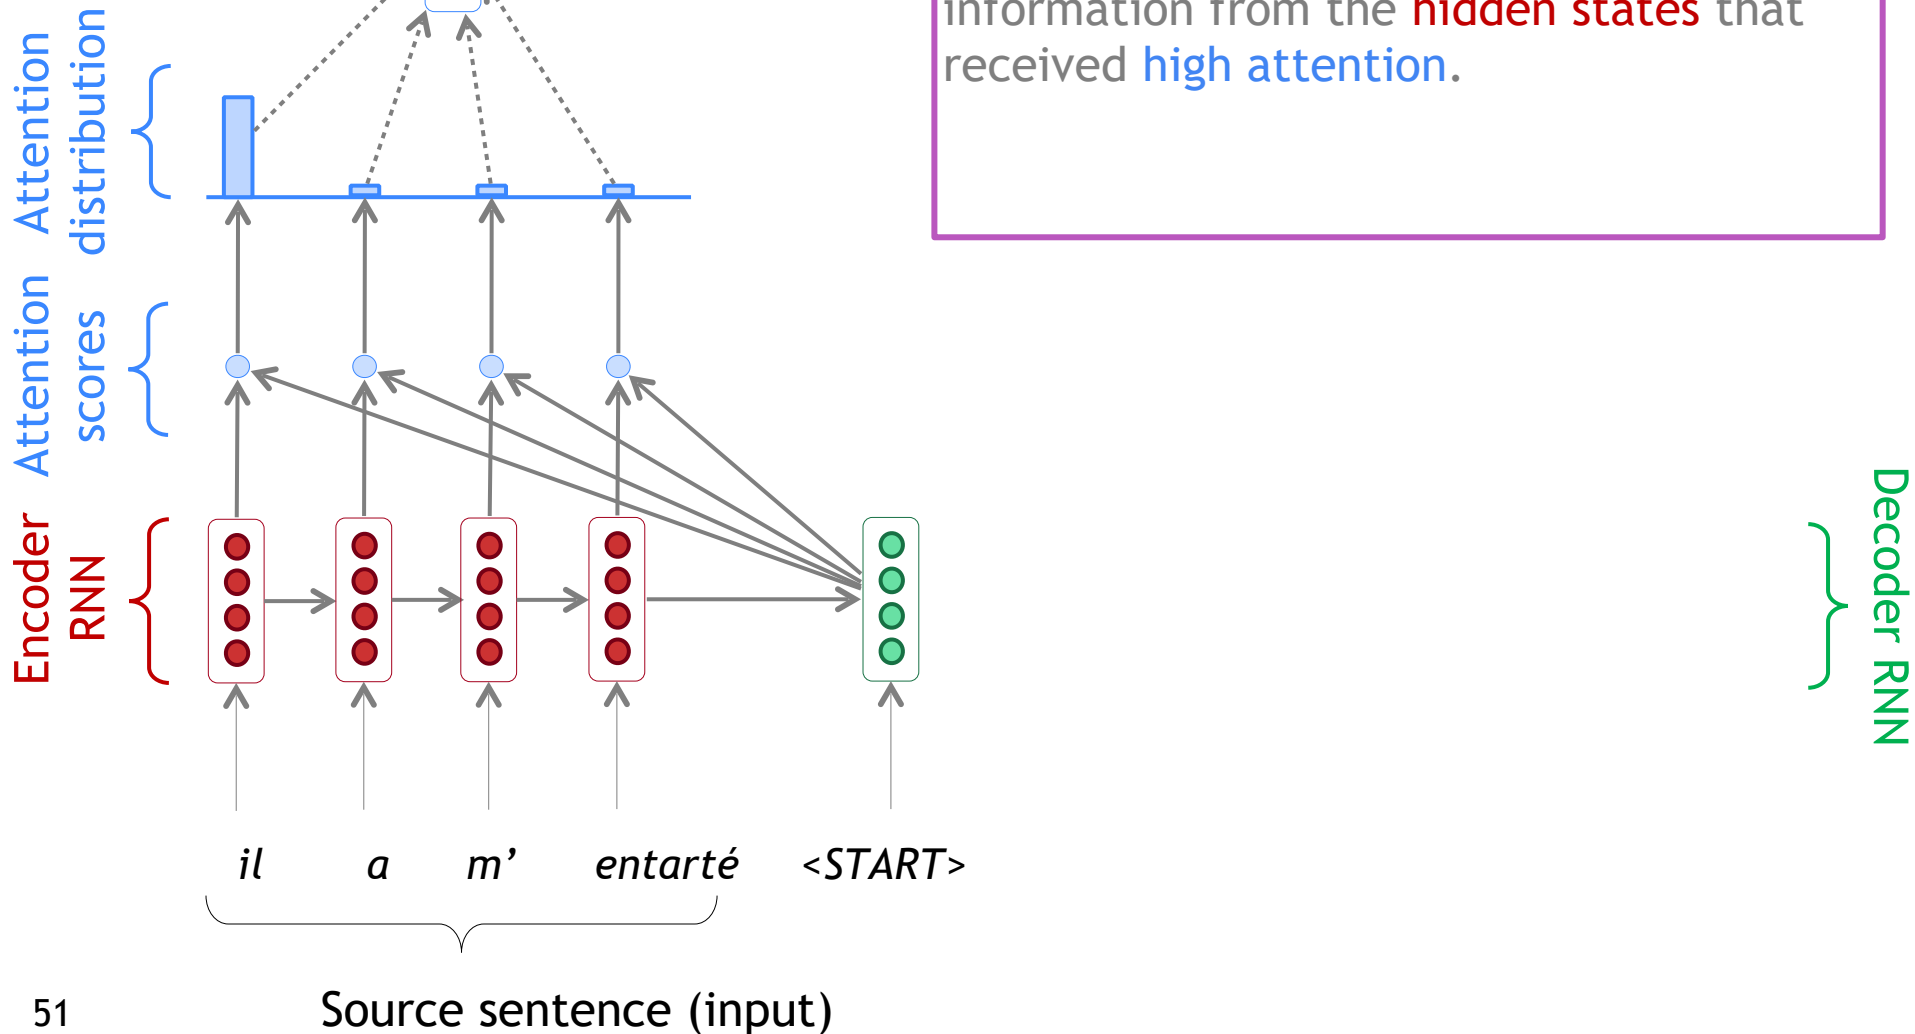 information from the hidden states that
received high attention.
Attention
distribution
Attention
scores
Encoder
RNN
Decoder RNN
il a m’ entarté <START>
Source sentence (input)
51